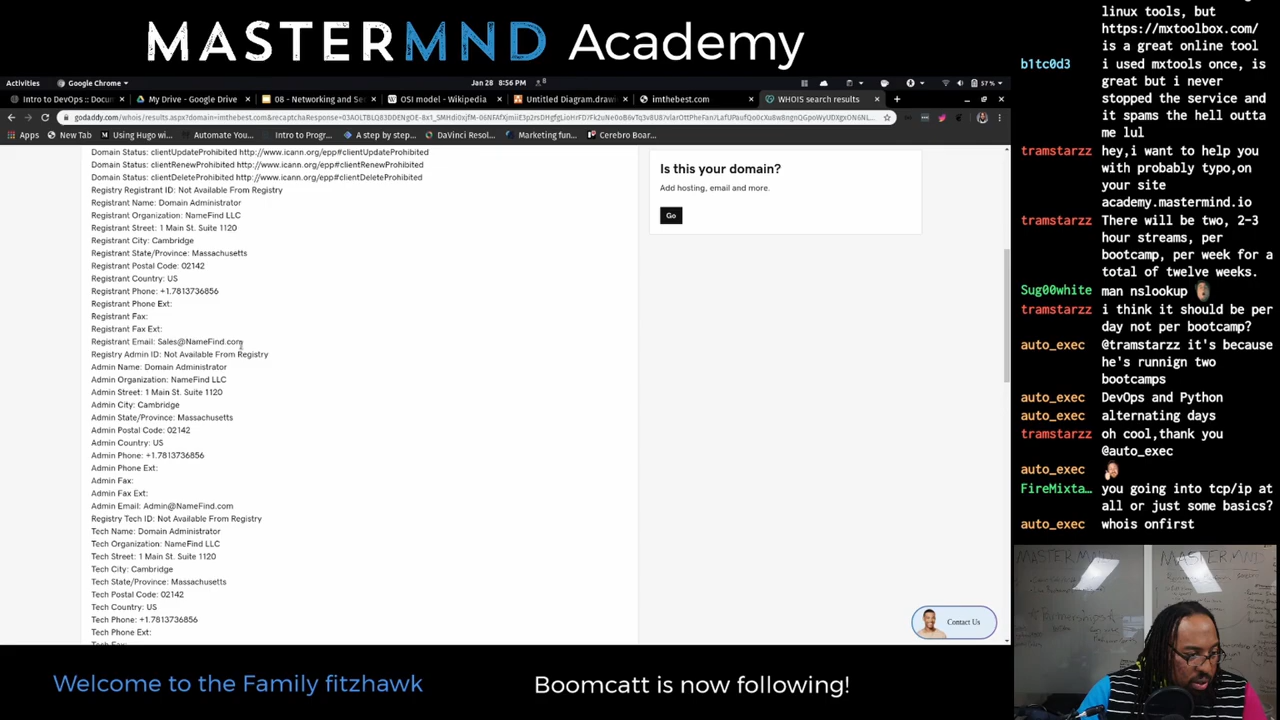 MASTERMND Academy
Activities
Google Chrome
Jan 28 8:56 PM
8
57 %
Intro to DevOps :: Docum
My Drive - Google Drive
08 - Networking and Se
OSI model - Wikipedia
Untitled Diagram.drawi
imthebest.com
WHOIS search results
Apps
New Tab
Using Hugo wi...
Automate You...
Intro to Progr...
A step by step...
DaVinci Resol...
Marketing fun...
Cerebro Boar...
Domain Status: clientUpdateProhibited http://www.icann.org/epp#clientUpdateProhibited
Domain Status: clientRenewProhibited http://www.icann.org/epp#clientRenewProhibited
Domain Status: clientDeleteProhibited http://www.icann.org/epp#clientDeleteProhibited
Registry Registrant ID: Not Available From Registry
Registrant Name: Domain Administrator
Registrant Organization: NameFind LLC
Registrant Street: 1 Main St. Suite 1120
Registrant City: Cambridge
Registrant State/Province: Massachusetts
Registrant Postal Code: 02142
Registrant Country: US
Registrant Phone: +1.7813736856
Registrant Phone Ext:
Registrant Fax:
Registrant Fax Ext:
Registrant Email: Sales@NameFind.com
Registry Admin ID: Not Available From Registry
Admin Name: Domain Administrator
Admin Organization: NameFind LLC
Admin Street: 1 Main St. Suite 1120
Admin City: Cambridge
Admin State/Province: Massachusetts
Admin Postal Code: 02142
Admin Country: US
Admin Phone: +1.7813736856
Admin Phone Ext:
Admin Fax:
Admin Fax Ext:
Admin Email: Admin@NameFind.com
Registry Tech ID: Not Available From Registry
Tech Name: Domain Administrator
Tech Organization: NameFind LLC
Tech Street: 1 Main St. Suite 1120
Tech City: Cambridge
Tech State/Province: Massachusetts
Tech Postal Code: 02142
Tech Country: US
Tech Phone: +1.7813736856
Tech Phone Ext:
Is this your domain?
Add hosting, email and more.
Go
Contact Us
linux tools, but
https://mxtoolbox.com/
is a great online tool
b1tc0d3 i used mxtools once, is
great but i never
stopped the service and
it spams the hell outta
me lul
tramstarzz hey,i want to help you
with probably typo,on
your site
academy.mastermind.io
tramstarzz There will be two, 2-3
hour streams, per
bootcamp, per week for a
total of twelve weeks.
Sug00white man nslookup
tramstarzz i think it should be per
day not per bootcamp?
auto_exec @tramstarzz it's because
he's runnign two
bootcamps
auto_exec DevOps and Python
auto_exec alternating days
tramstarzz oh cool,thank you
@auto_exec
auto_exec
FireMixta… you going into tcp/ip at
all or just some basics?
auto_exec whois onfirst
Welcome to the Family fitzhawk
Boomcatt is now following!